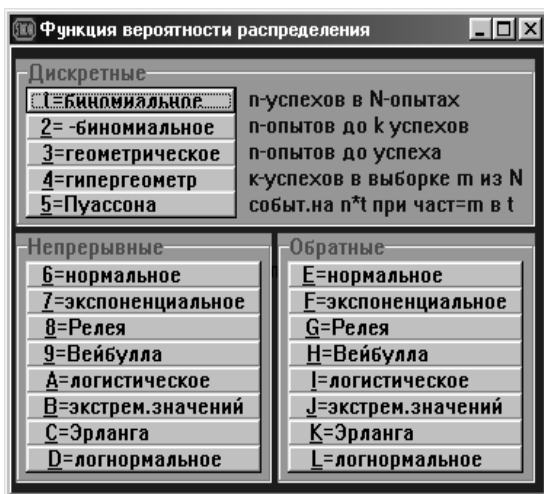 Функция вероятности распределения
Дискретные
1=биномиальное n-успехов в N-опытах
2= -биномиальное n-опытов до k успехов
3=геометрическое n-опытов до успеха
4=гипергеометр к-успехов в выборке m из N
5=Пуассона событ.на n*t при част=m в t
Непрерывные
6=нормальное
7=экспоненциальное
8=Релея
9=Вейбулла
A=логистическое
B=экстрем.значений
C=Эрланга
D=логнормальное
Обратные
E=нормальное
F=экспоненциальное
G=Релея
H=Вейбулла
I=логистическое
J=экстрем.значений
K=Эрланга
L=логнормальное